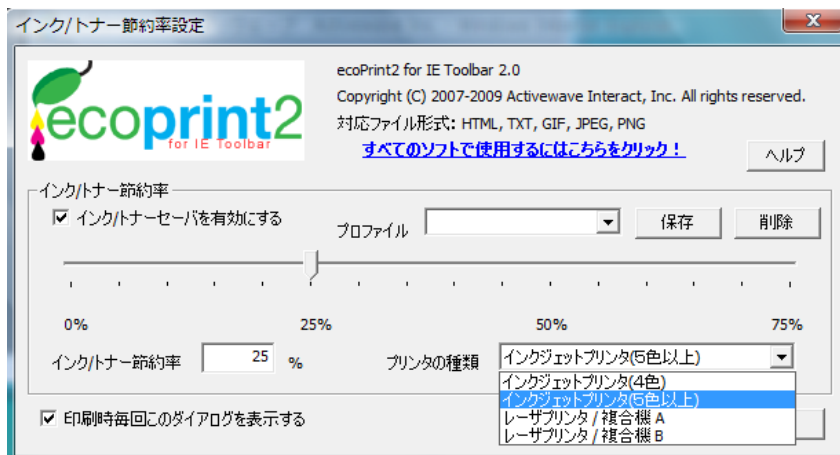 インク/トナー節約率設定
ecoprint2
for IE Toolbar
ecoPrint2 for IE Toolbar 2.0
Copyright (C) 2007-2009 Activewave Interact, Inc. All rights reserved.
対応ファイル形式: HTML, TXT, GIF, JPEG, PNG
すべてのソフトで使用するにはこちらをクリック！
ヘルプ
インク/トナー節約率
インク/トナーセーバを有効にする
プロファイル
保存
削除
0% 25% 50% 75%
インク/トナー節約率 25 %
プリンタの種類 インクジェットプリンタ(5色以上)
インクジェットプリンタ(4色)
インクジェットプリンタ(5色以上)
レーザプリンタ / 複合機 A
レーザプリンタ / 複合機 B
印刷時毎回このダイアログを表示する